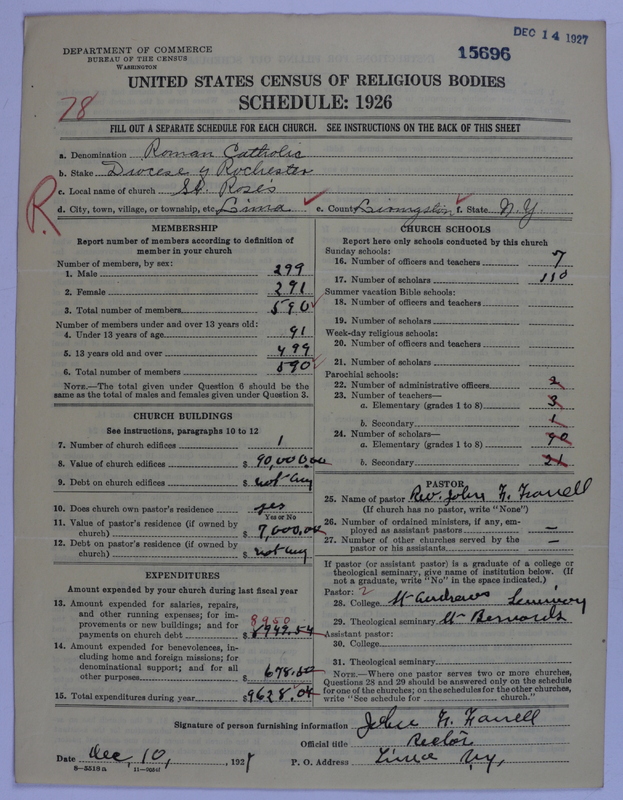 DEC 14 1927
15696
DEPARTMENT OF COMMERCE
BUREAU OF THE CENSUS
WASHINGTON
UNITED STATES CENSUS OF RELIGIOUS BODIES
SCHEDULE: 1926
78
FILL OUT A SEPARATE SCHEDULE FOR EACH CHURCH. SEE INSTRUCTIONS ON THE BACK OF THIS SHEET
a. Denomination Roman Catholic
b. Stake Diocese of Rochester
c. Local name of church St. Rose's
R
d. City, town, village, or township, etc. Lima e. County Livingston f. State N.Y.
MEMBERSHIP
Report number of members according to definition of
member in your church
Number of members, by sex:
1. Male 299
2. Female 291
3. Total number of members 590
Number of members under and over 13 years old:
4. Under 13 years of age 91
5. 13 years old and over 499
6. Total number of members 590
NOTE.—The total given under Question 6 should be the
same as the total of males and females given under Question 3.
CHURCH BUILDINGS
See instructions, paragraphs 10 to 12
7. Number of church edifices 1
8. Value of church edifices $ 90,000.00
9. Debt on church edifices $ not any
10. Does church own pastor's residence? yes
Yes or No
11. Value of pastor's residence (if owned by
church) $ 7,000.00
12. Debt on pastor's residence (if owned by
church) $ not any
EXPENDITURES
Amount expended by your church during last fiscal year
13. Amount expended for salaries, repairs,
and other running expenses; for im-
provements or new buildings; and for
8950
payments on church debt $ 8949.54
14. Amount expended for benevolences, in-
cluding home and foreign missions; for
denominational support; and for all
other purposes $ 678.50
15. Total expenditures during year $ 9628.04
CHURCH SCHOOLS
Report here only schools conducted by this church
Sunday schools:
16. Number of officers and teachers 7
17. Number of scholars 110
Summer vacation Bible schools:
18. Number of officers and teachers
19. Number of scholars
Week-day religious schools:
20. Number of officers and teachers
21. Number of scholars
Parochial schools:
22. Number of administrative officers 2
23. Number of teachers—
a. Elementary (grades 1 to 8) 3
b. Secondary 1
24. Number of scholars—
a. Elementary (grades 1 to 8) 90
b. Secondary 21
PASTOR
25. Name of pastor Rev. John F. Farrell
(If church has no pastor, write "None")
26. Number of ordained ministers, if any, em-
ployed as assistant pastors —
27. Number of other churches served by the
pastor or his assistants —
If pastor (or assistant pastor) is a graduate of a college or
theological seminary, give name of institution below. (If
not a graduate, write "No" in the space indicated.)
Pastor: 2
28. College St Andrews Seminary
29. Theological seminary St Bernards
Assistant pastor:
30. College
31. Theological seminary
NOTE.—Where one pastor serves two or more churches,
Questions 28 and 29 should be answered only on the schedule
for one of the churches; on the schedules for the other churches,
write "See schedule for church."
Signature of person furnishing information John F. Farrell
Official title Rector
Date Dec 10, 1927 P. O. Address Lima N.Y.
8-5518a 11-9034